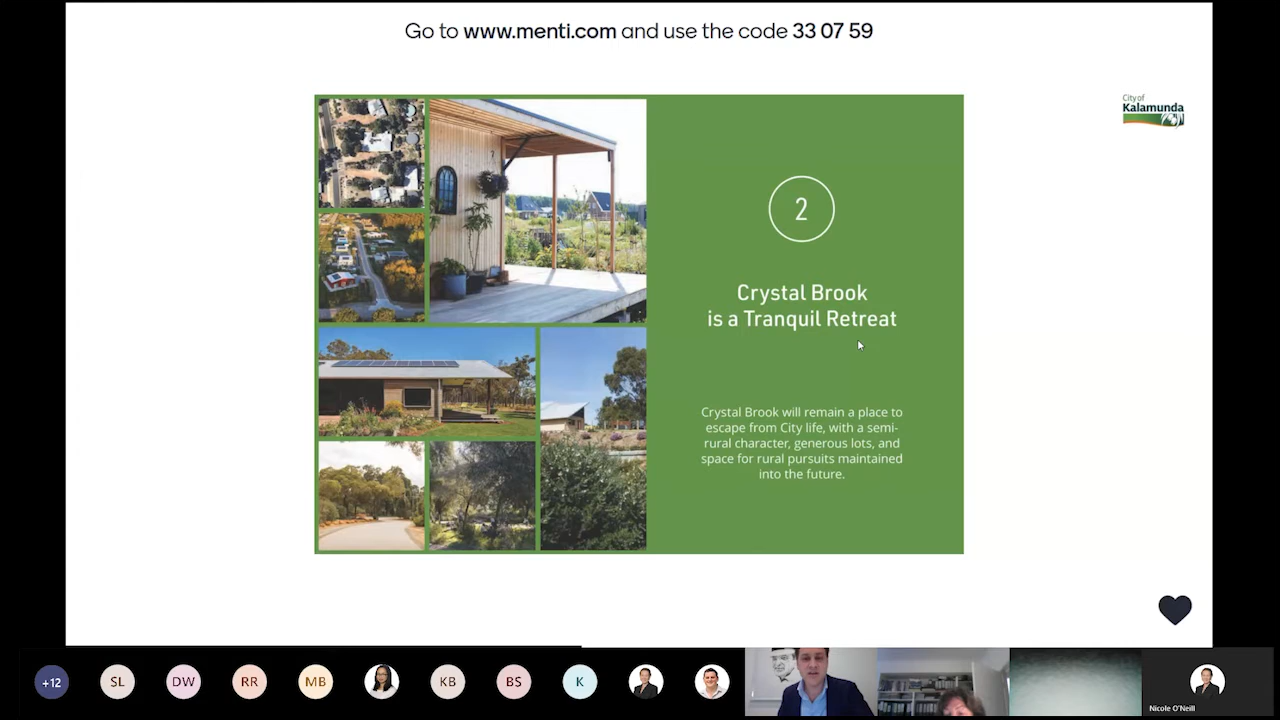 Go to www.menti.com and use the code 33 07 59
City of
Kalamunda
2
Crystal Brook
is a Tranquil Retreat
Crystal Brook will remain a place to
escape from City life, with a semi-
rural character, generous lots, and
space for rural pursuits maintained
into the future.
+12
SL
DW
RR
MB
KB
BS
K
Nicole O'Neill